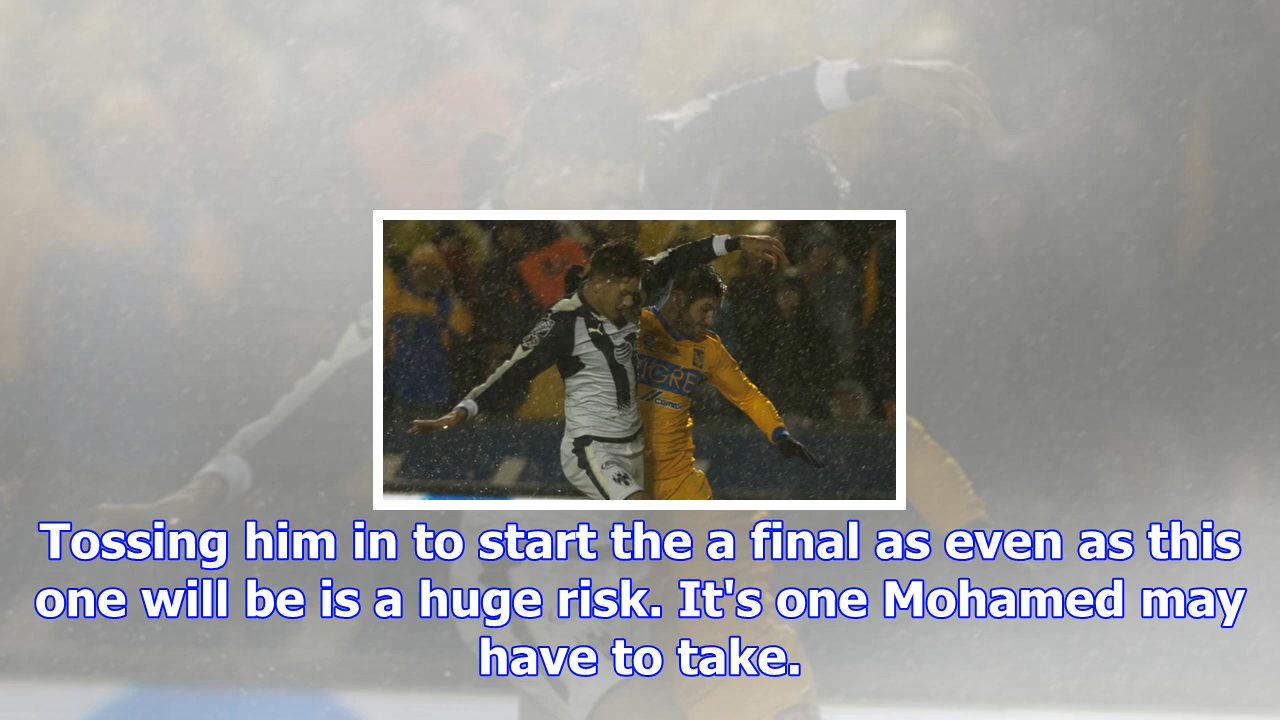 TIGRE
Tossing him in to start the a final as even as this
one will be is a huge risk. It's one Mohamed may
have to take.